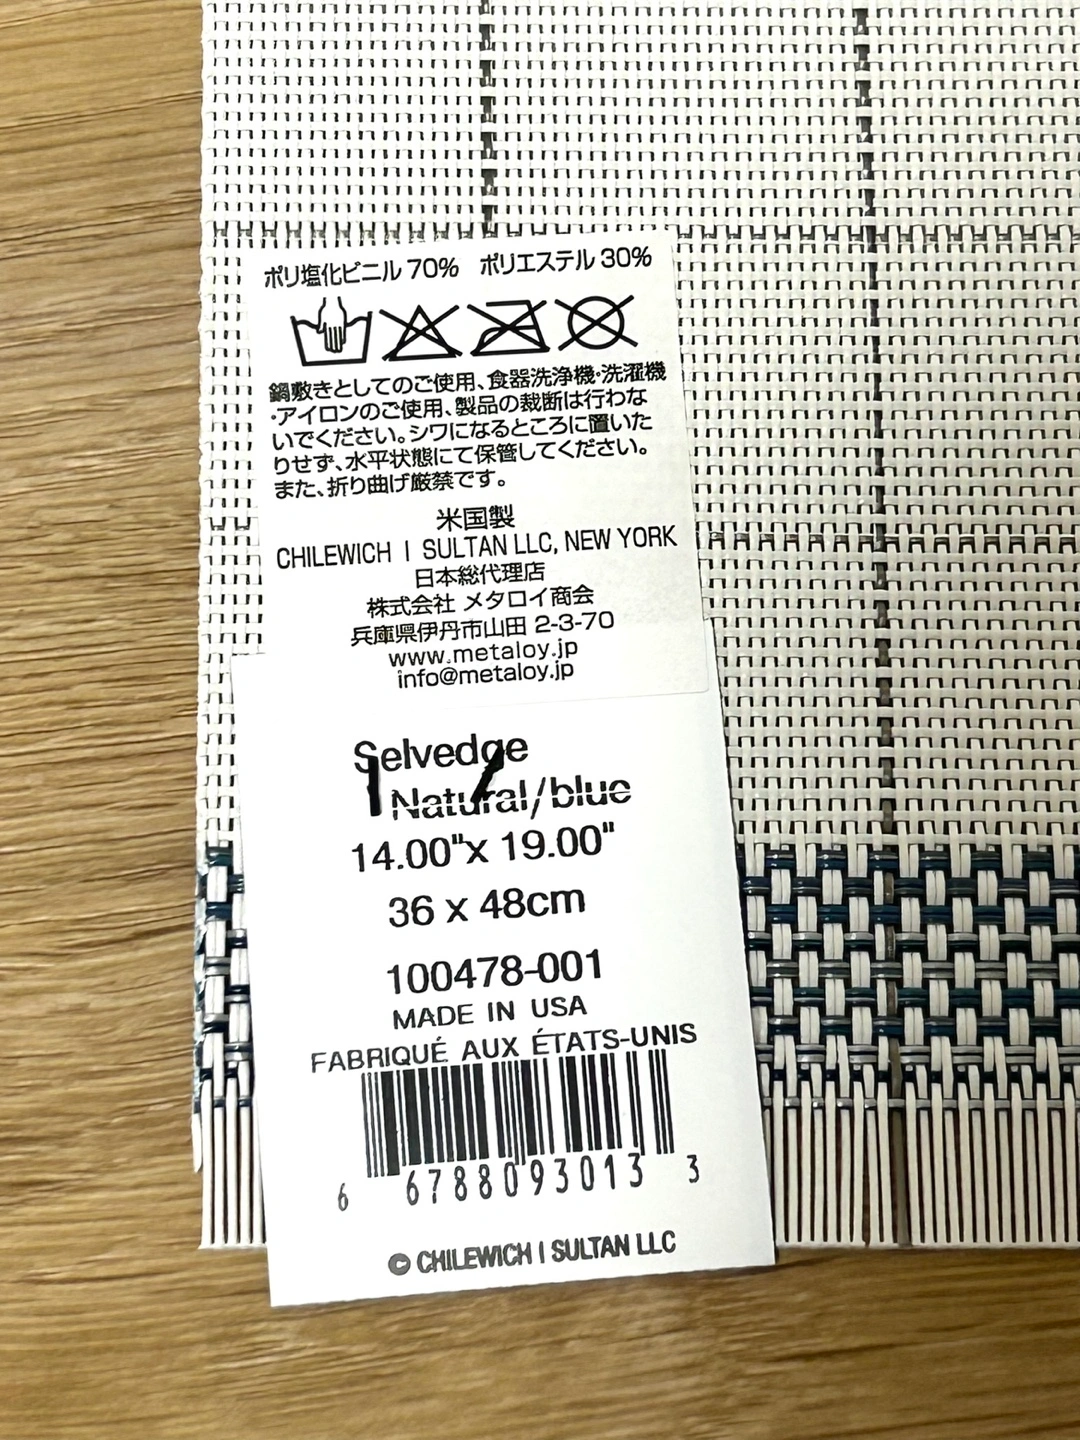 ポリ塩化ビニル 70% ポリエステル 30%
鍋敷きとしてのご使用、食器洗浄機・洗濯機
・アイロンのご使用、製品の裁断は行わな
いでください。シワになるところに置いた
りせず、水平状態にて保管してください。
また、折り曲げ厳禁です。
米国製
CHILEWICH | SULTAN LLC, NEW YORK
日本総代理店
株式会社 メタロイ商会
兵庫県伊丹市山田 2-3-70
www.metaloy.jp
info@metaloy.jp
Selvedge
Natural/blue
14.00"x 19.00"
36 x 48cm
100478-001
MADE IN USA
FABRIQUÉ AUX ÉTATS-UNIS
6 67880 93013 3
© CHILEWICH | SULTAN LLC